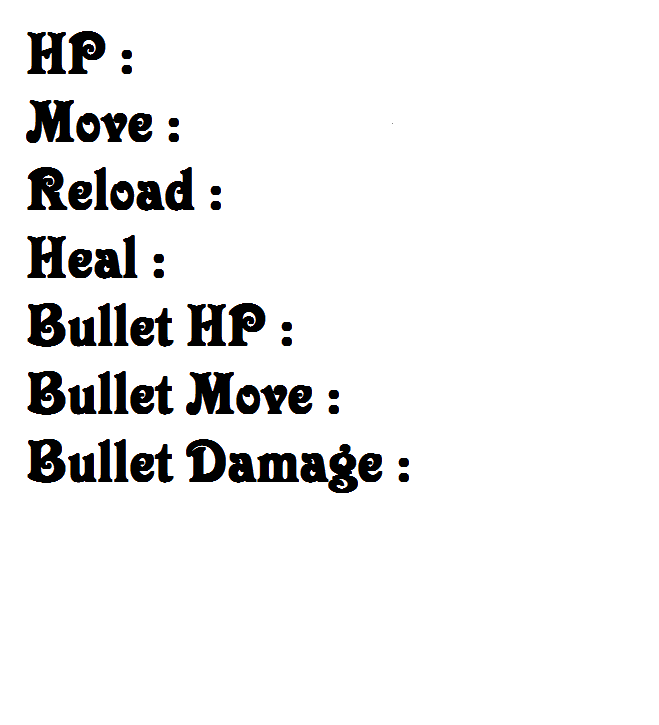 HP :
Move :
Reload :
Heal :
Bullet HP :
Bullet Move :
Bullet Damage :